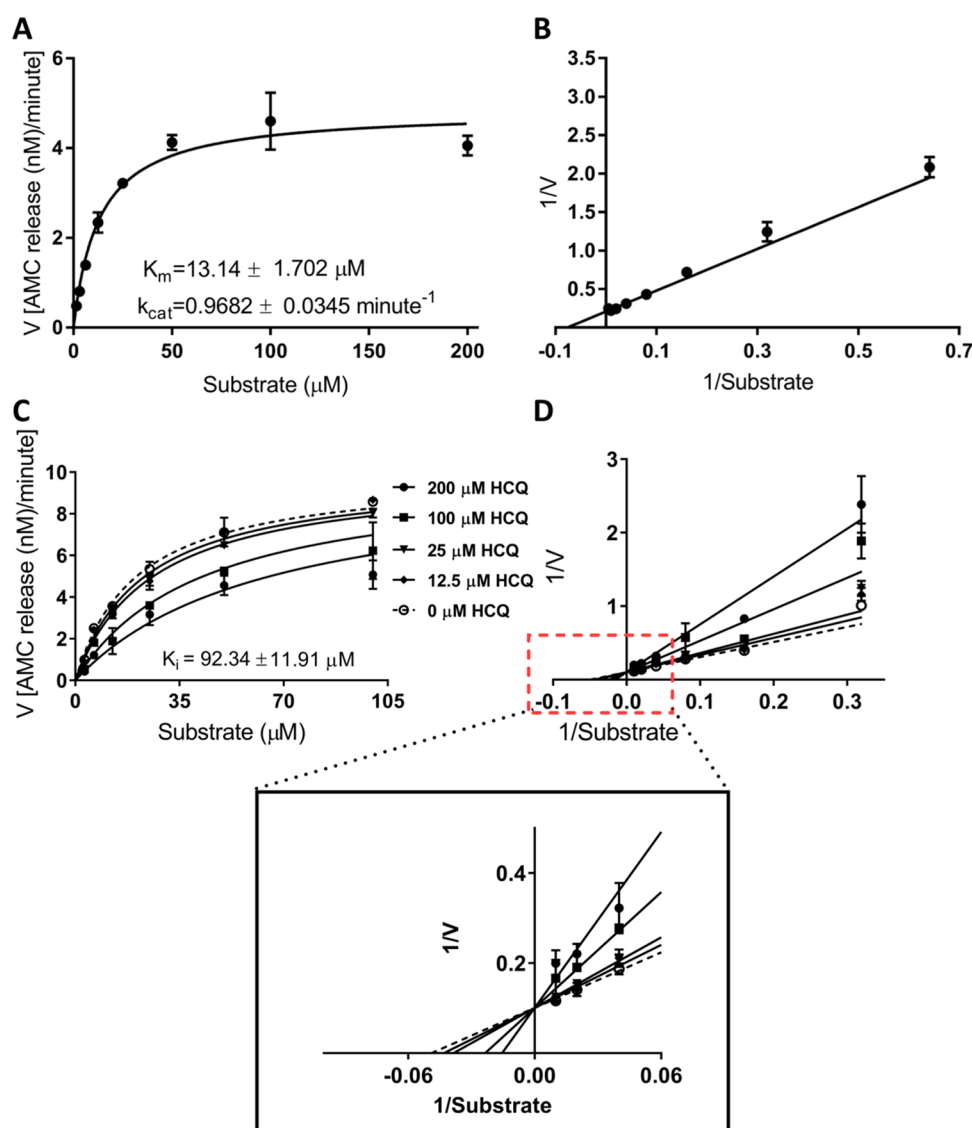 A
V [AMC release (nM)/minute]
6
4
2
0
Km=13.14 ± 1.702 μM
kcat=0.9682 ± 0.0345 minute-1
0
50
100
150
200
Substrate (μM)
B
1/V
3.5
3.0
2.5
2.0
1.5
1.0
0.5
-0.1
0.1
0.3
0.5
0.7
1/Substrate
C
V [AMC release (nM)/minute]
10
8
6
4
2
0
Ki = 92.34 ±11.91 μM
0
35
70
105
Substrate (μM)
200 μM HCQ
100 μM HCQ
25 μM HCQ
12.5 μM HCQ
0 μM HCQ
D
1/V
3
2
1
-0.1
0.0
0.1
0.2
0.3
1/Substrate
1/V
0.4
0.2
-0.06
0.00
0.06
1/Substrate